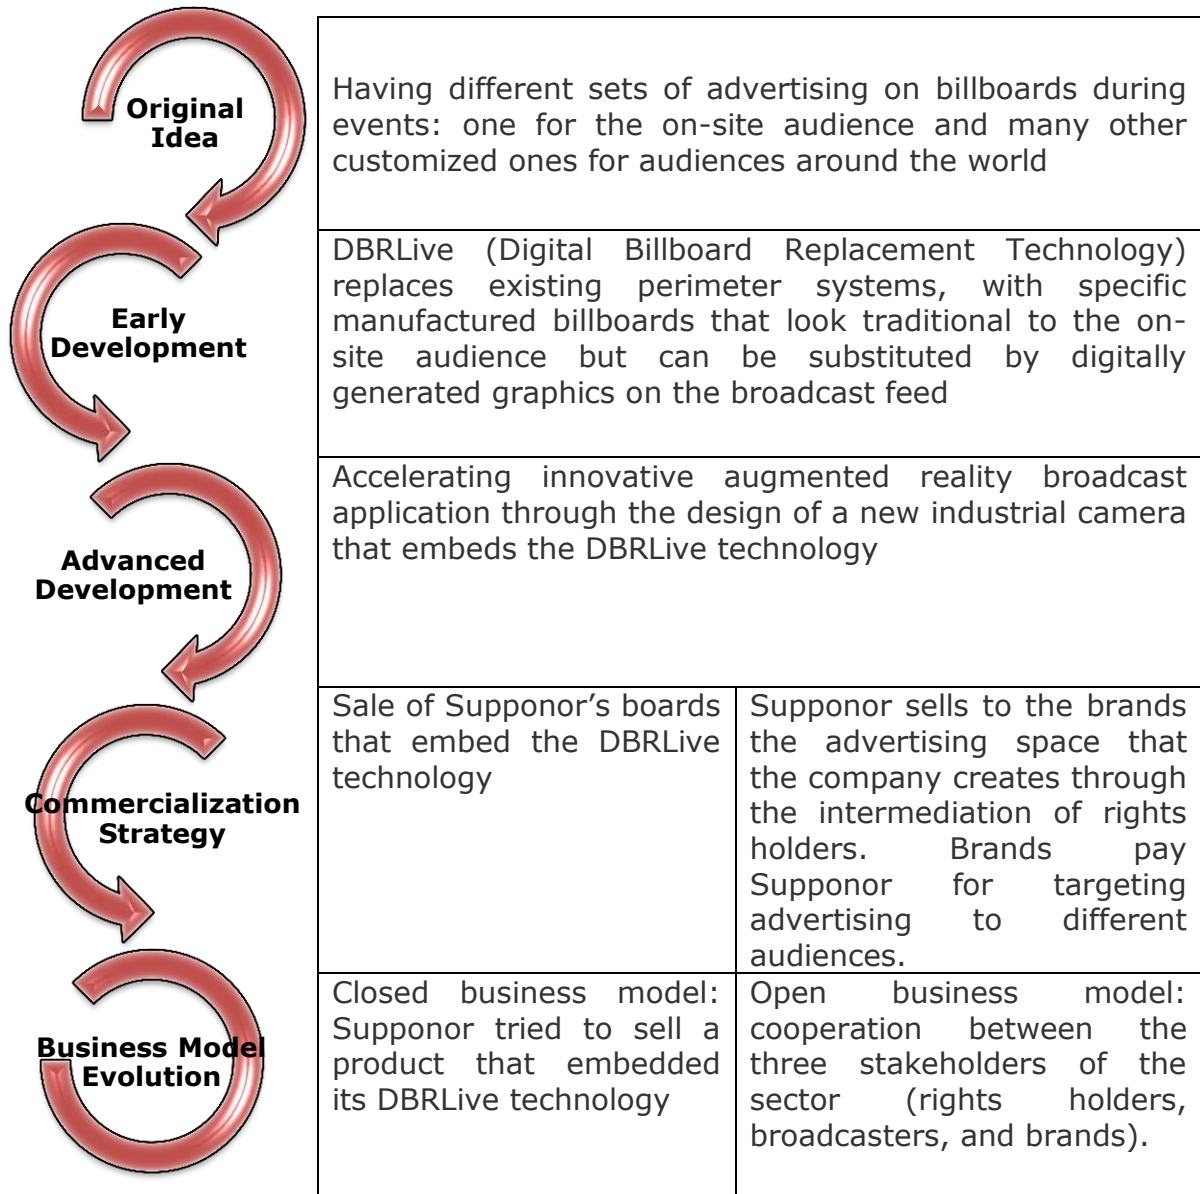 Original
Idea
Having different sets of advertising on billboards during
events: one for the on-site audience and many other
customized ones for audiences around the world
Early
Development
DBRLive (Digital Billboard Replacement Technology)
replaces existing perimeter systems, with specific
manufactured billboards that look traditional to the on-
site audience but can be substituted by digitally
generated graphics on the broadcast feed
Advanced
Development
Accelerating innovative augmented reality broadcast
application through the design of a new industrial camera
that embeds the DBRLive technology
Commercialization
Strategy
Sale of Supponor’s boards
that embed the DBRLive
technology
Supponor sells to the brands
the advertising space that
the company creates through
the intermediation of rights
holders. Brands pay
Supponor for targeting
advertising to different
audiences.
Business Model
Evolution
Closed business model:
Supponor tried to sell a
product that embedded
its DBRLive technology
Open business model:
cooperation between the
three stakeholders of the
sector (rights holders,
broadcasters, and brands).